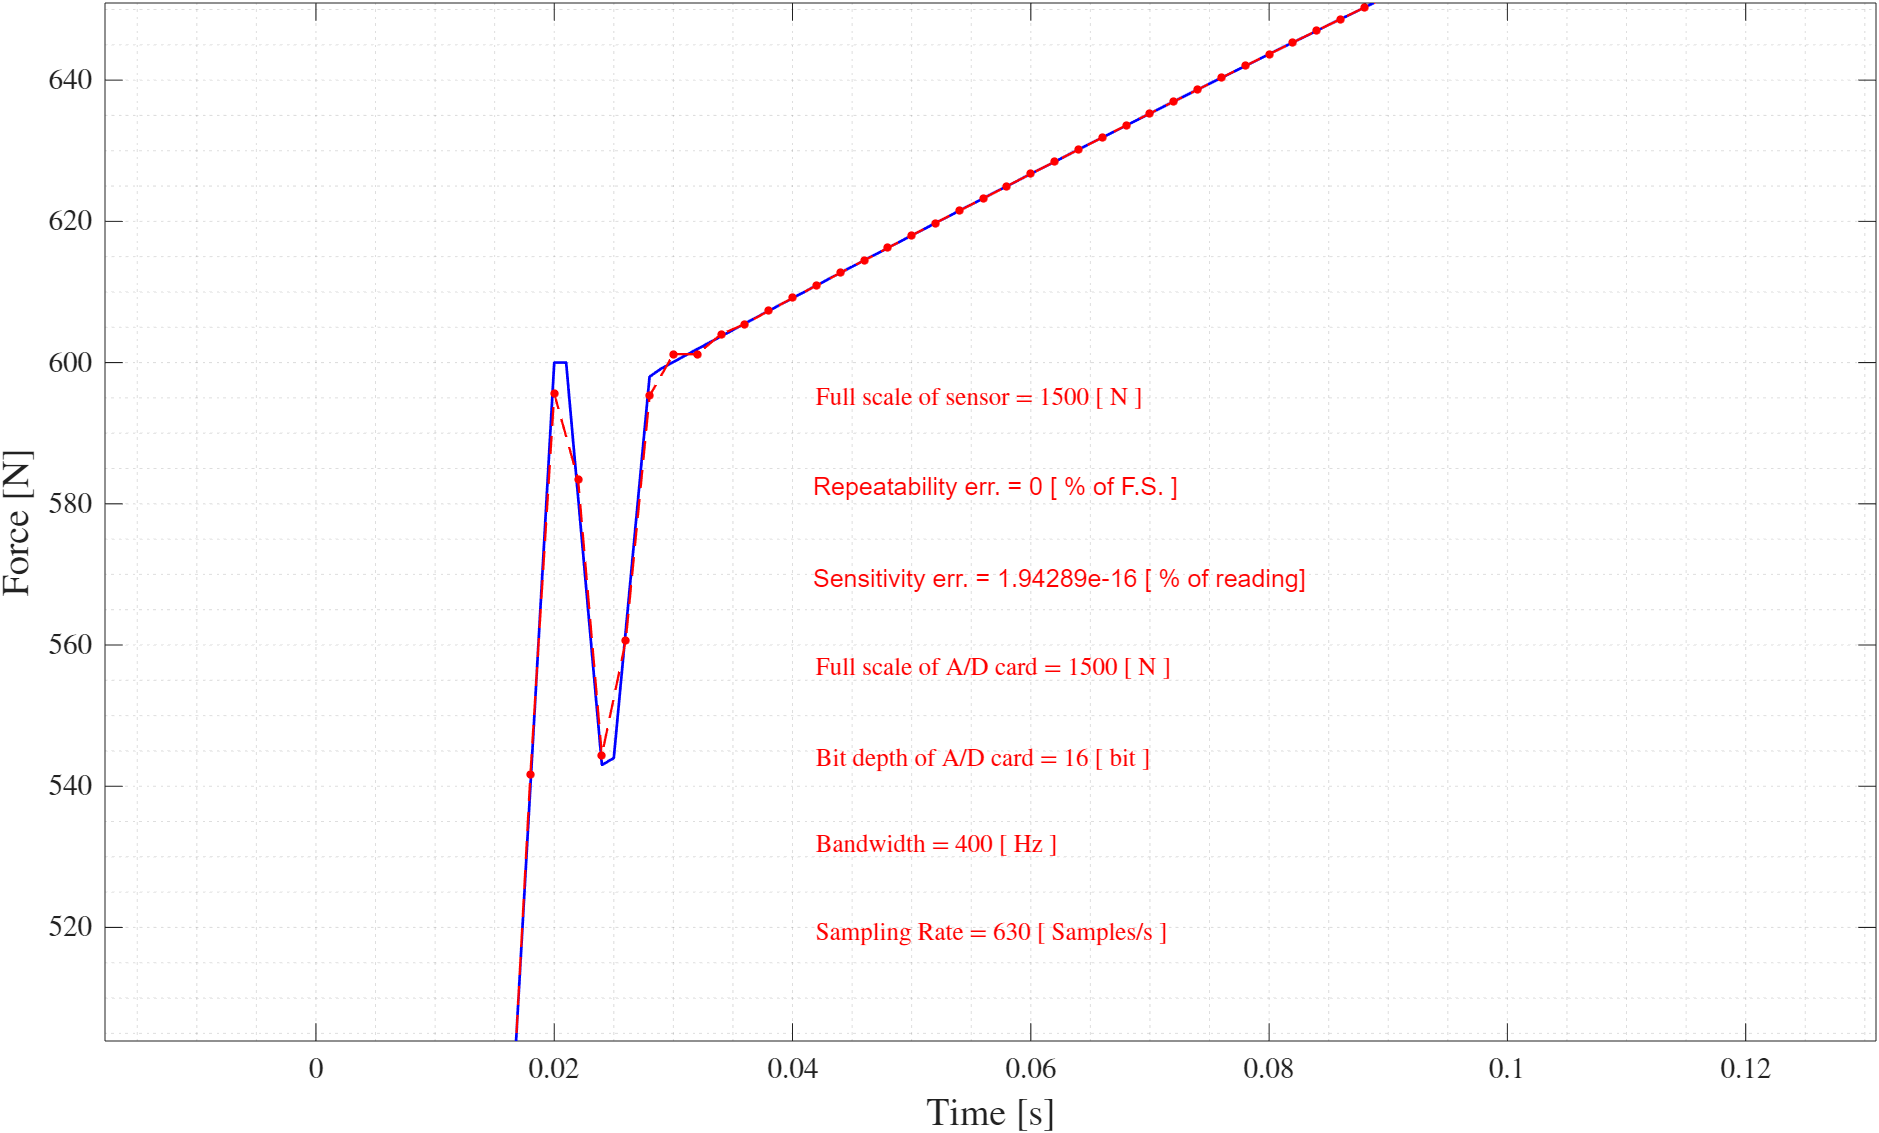 640
620
600
580
560
540
520
Force [N]
Full scale of sensor = 1500 [ N ]
Repeatability err. = 0 [ % of F.S. ]
Sensitivity err. = 1.94289e-16 [ % of reading]
Full scale of A/D card = 1500 [ N ]
Bit depth of A/D card = 16 [ bit ]
Bandwidth = 400 [ Hz ]
Sampling Rate = 630 [ Samples/s ]
0 0.02 0.04 0.06 0.08 0.1 0.12
Time [s]